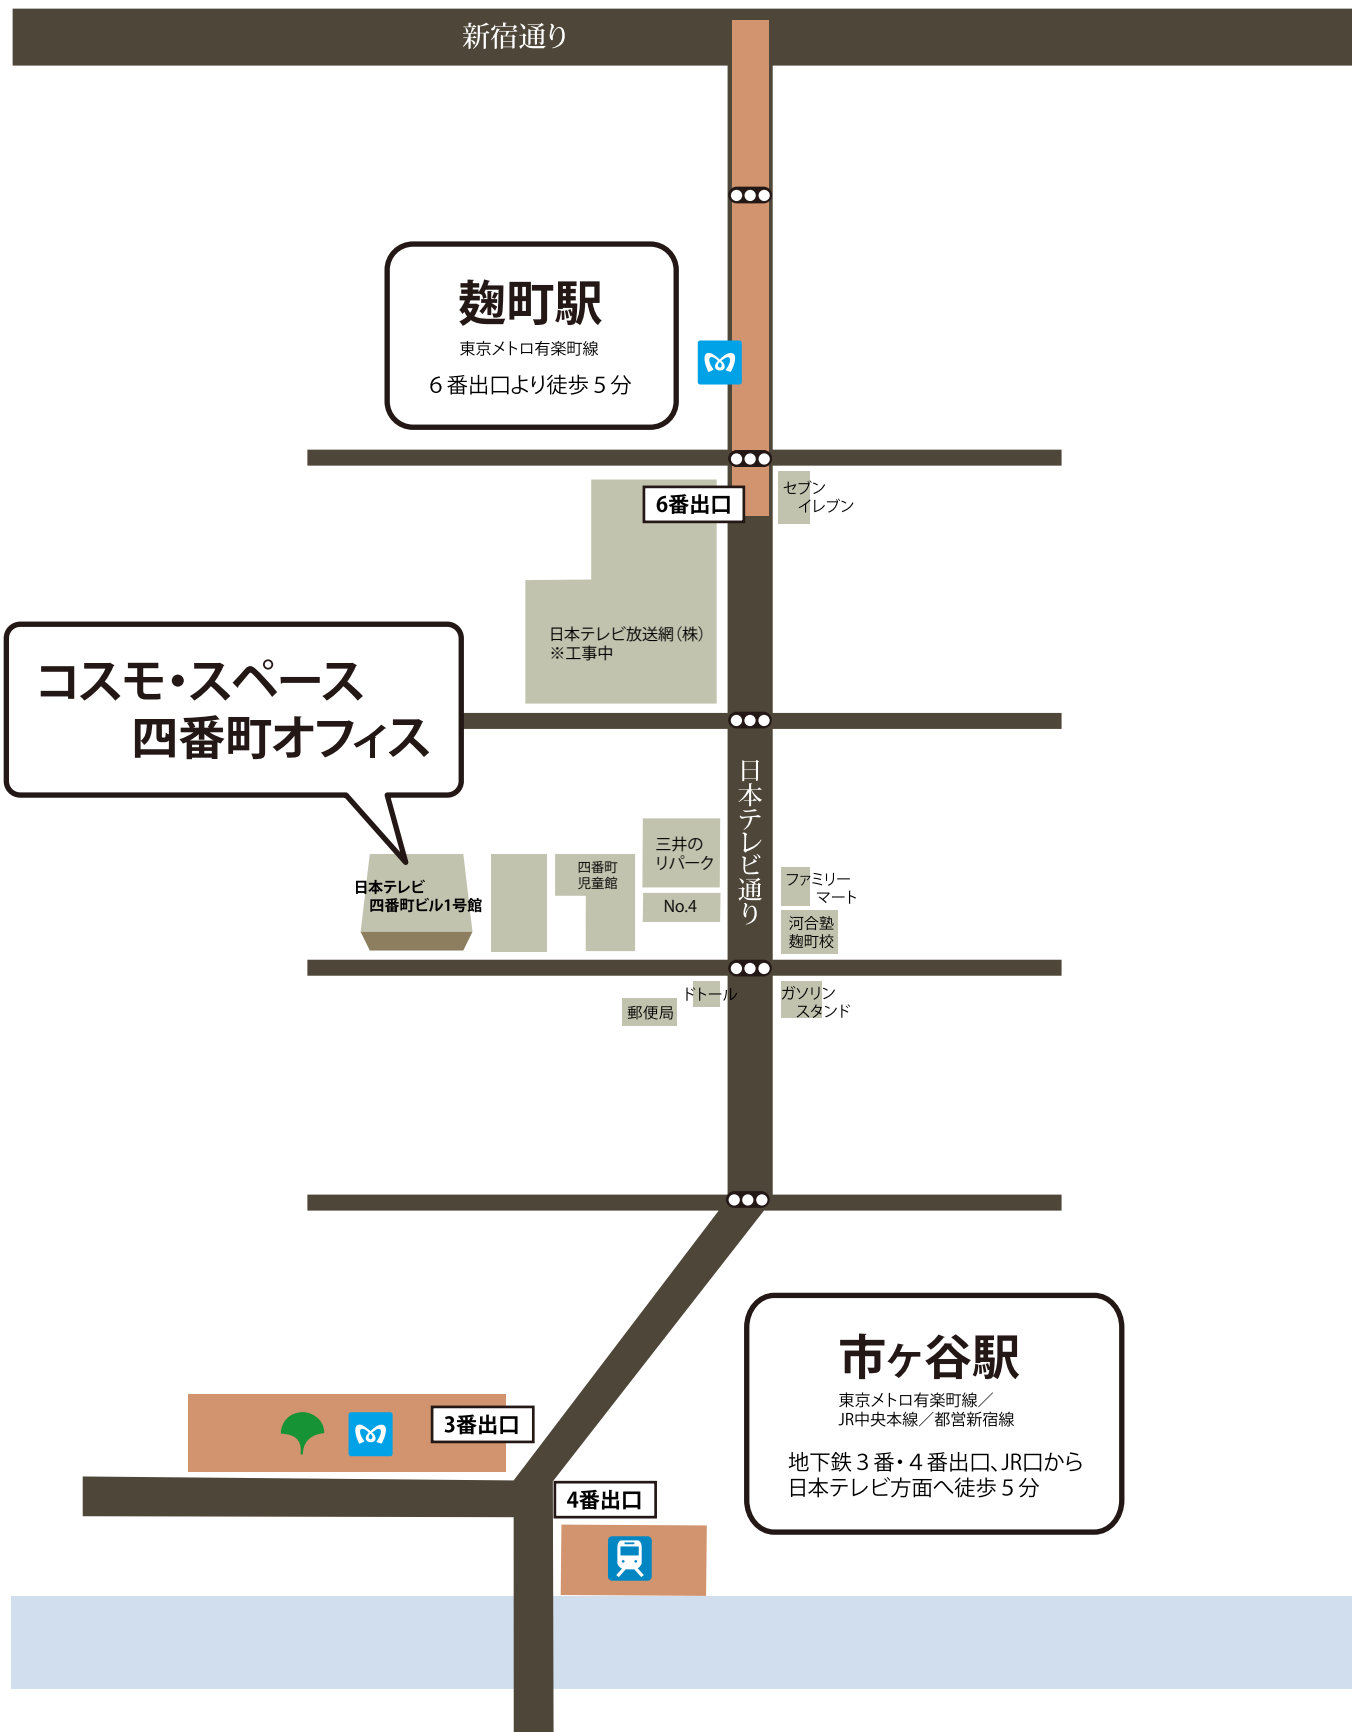 新宿通り
麹町駅
東京メトロ有楽町線
6番出口より徒歩5分
6番出口
セブン
イレブン
日本テレビ放送網(株)
※工事中
コスモ・スペース
四番町オフィス
日本テレビ通り
三井の
リパーク
四番町
児童館
No.4
日本テレビ
四番町ビル1号館
ファミリー
マート
河合塾
麹町校
ドトール
郵便局
ガソリン
スタンド
市ヶ谷駅
東京メトロ有楽町線／
JR中央本線／都営新宿線
地下鉄3番・4番出口、JR口から
日本テレビ方面へ徒歩5分
3番出口
4番出口